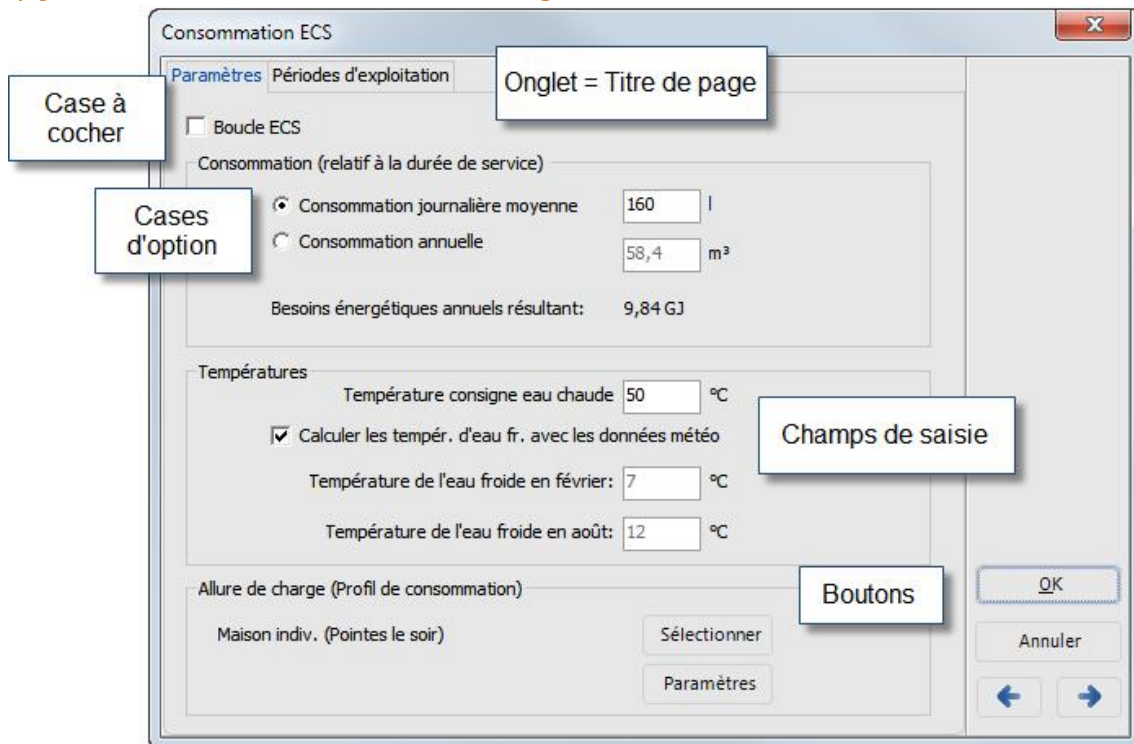 Consommation ECS
Paramètres Périodes d'exploitation
Onglet = Titre de page
Case à
cocher
Boucle ECS
Consommation (relatif à la durée de service)
Cases
d'option
Consommation journalière moyenne 160 l
Consommation annuelle 58,4 m³
Besoins énergétiques annuels résultant: 9,84 GJ
Températures
Température consigne eau chaude 50 °C
Calculer les tempér. d'eau fr. avec les données météo
Champs de saisie
Température de l'eau froide en février: 7 °C
Température de l'eau froide en août: 12 °C
Allure de charge (Profil de consommation)
Boutons
OK
Maison indiv. (Pointes le soir) Sélectionner
Annuler
Paramètres